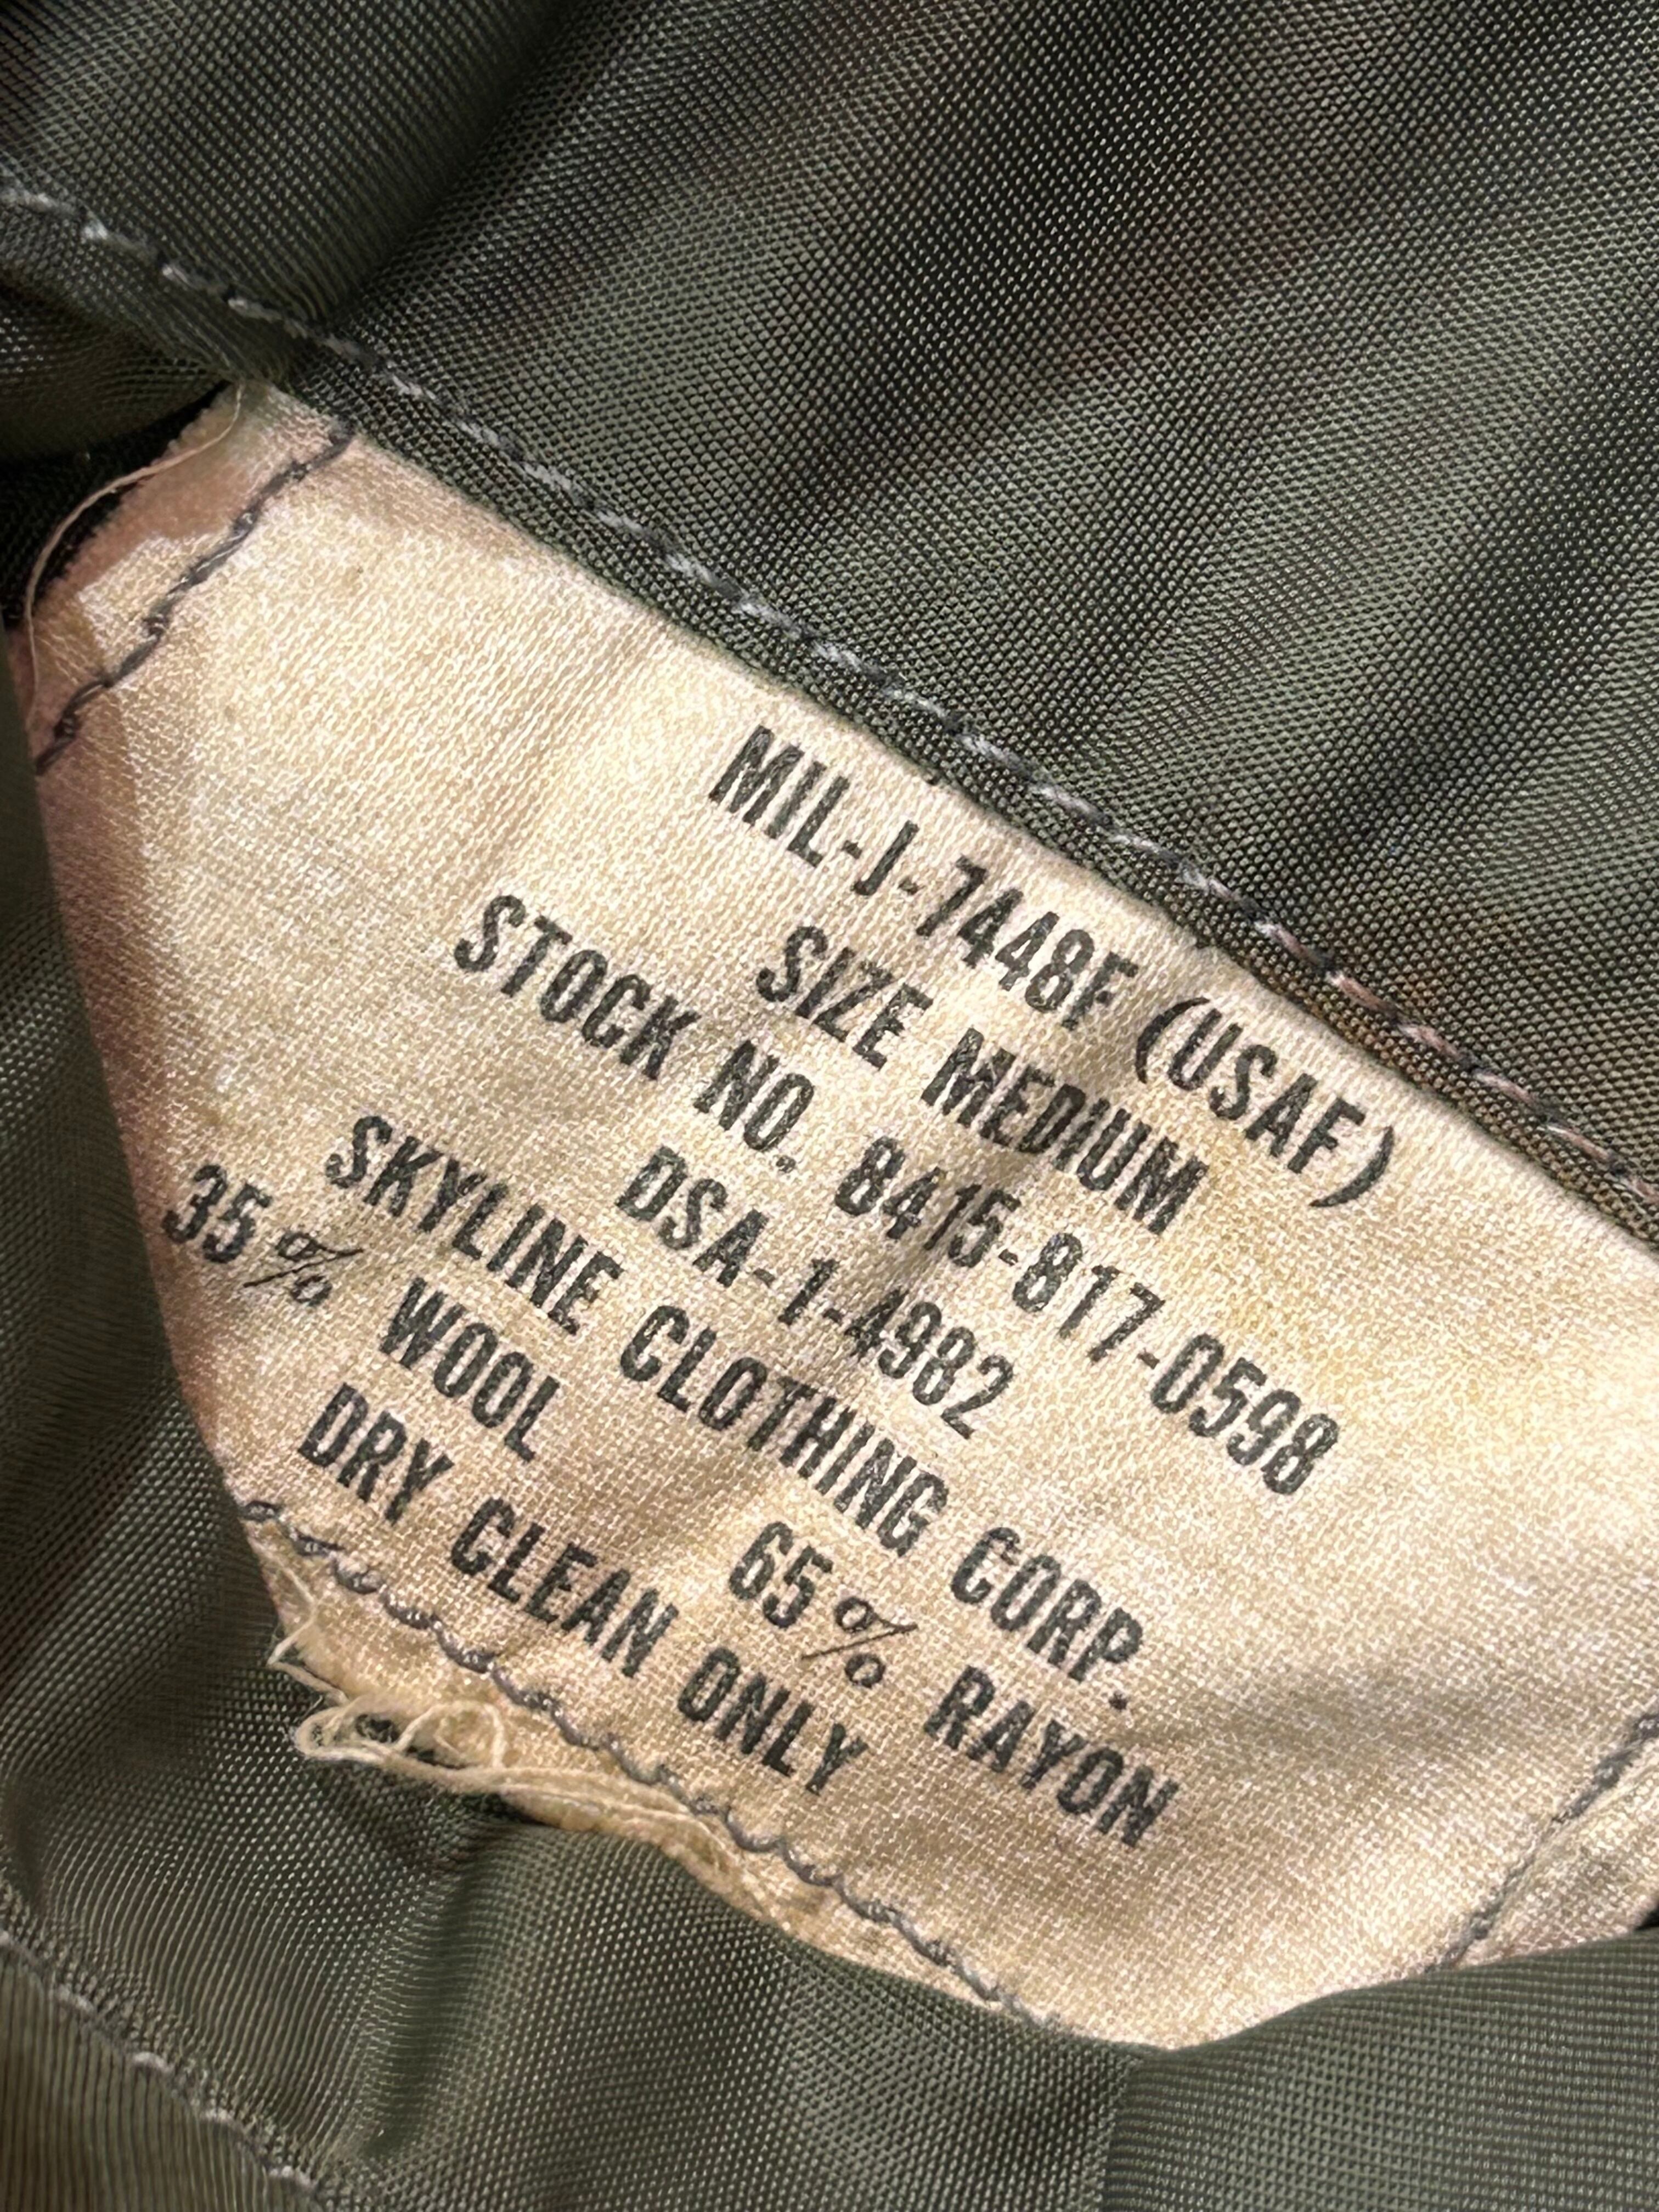 MIL-J-7448F (USAF)
SIZE MEDIUM
STOCK NO. 8415-817-0598
DSA-1-4982
SKYLINE CLOTHING CORP.
35% WOOL 65% RAYON
DRY CLEAN ONLY